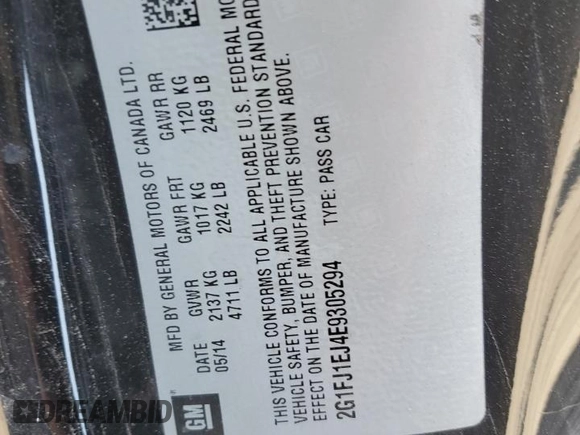 MFD BY GENERAL MOTORS OF CANADA LTD.
DATE GVWR GAWR FRT GAWR RR
05/14 2137 KG 1017 KG 1120 KG
4711 LB 2242 LB 2469 LB
THIS VEHICLE CONFORMS TO ALL APPLICABLE U.S. FEDERAL MO
VEHICLE SAFETY, BUMPER, AND THEFT PREVENTION STANDARD
EFFECT ON THE DATE OF MANUFACTURE SHOWN ABOVE.
2G1FJ1EJ4E9305294 TYPE: PASS CAR
GM
DREAMBID.COM